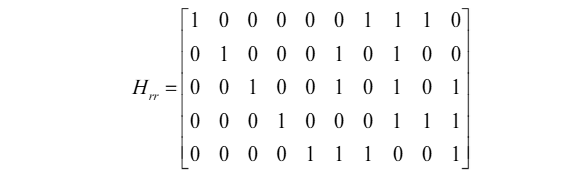 1 0 0 0 0 0 1 1 1 0
0 1 0 0 0 1 0 1 0 0
H_rr = 0 0 1 0 0 1 0 1 0 1
0 0 0 1 0 0 0 1 1 1
0 0 0 0 1 1 1 0 0 1